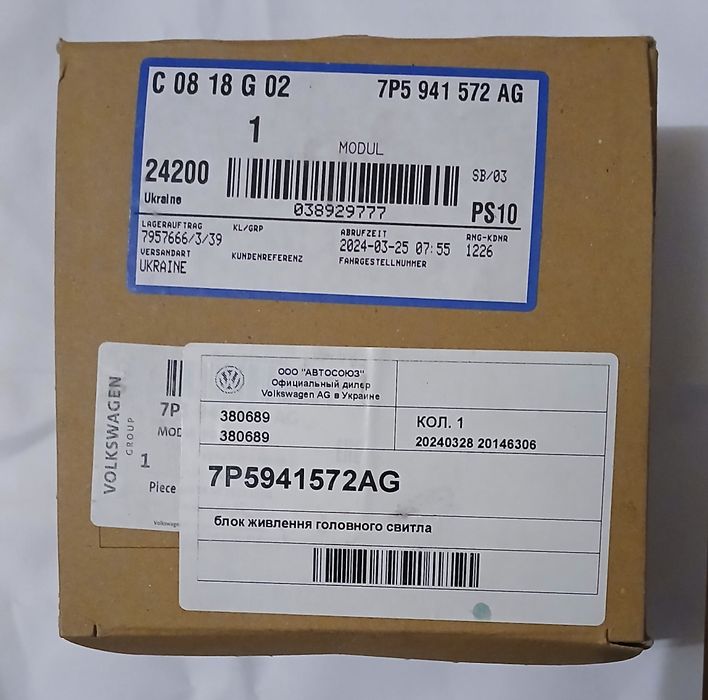 C 08 18 G 02
7P5 941 572 AG
1
MODUL
24200
SB/03
Ukraine
038929777
PS10
LAGERAUFTRAG
KL/GRP
ABRUFZEIT
RNG-KDNR
7957666/3/39
2024-03-25 07:55
1226
VERSANDART
KUNDENREFERENZ
FAHRGESTELLNUMMER
UKRAINE
VOLKSWAGEN
GROUP
7P
MOD
1
Piece
Volkswagen
ООО "АВТОСОЮЗ"
Официальный дилер
Volkswagen AG в Украине
380689
КОЛ. 1
380689
20240328 20146306
7P5941572AG
блок живлення головного свитла